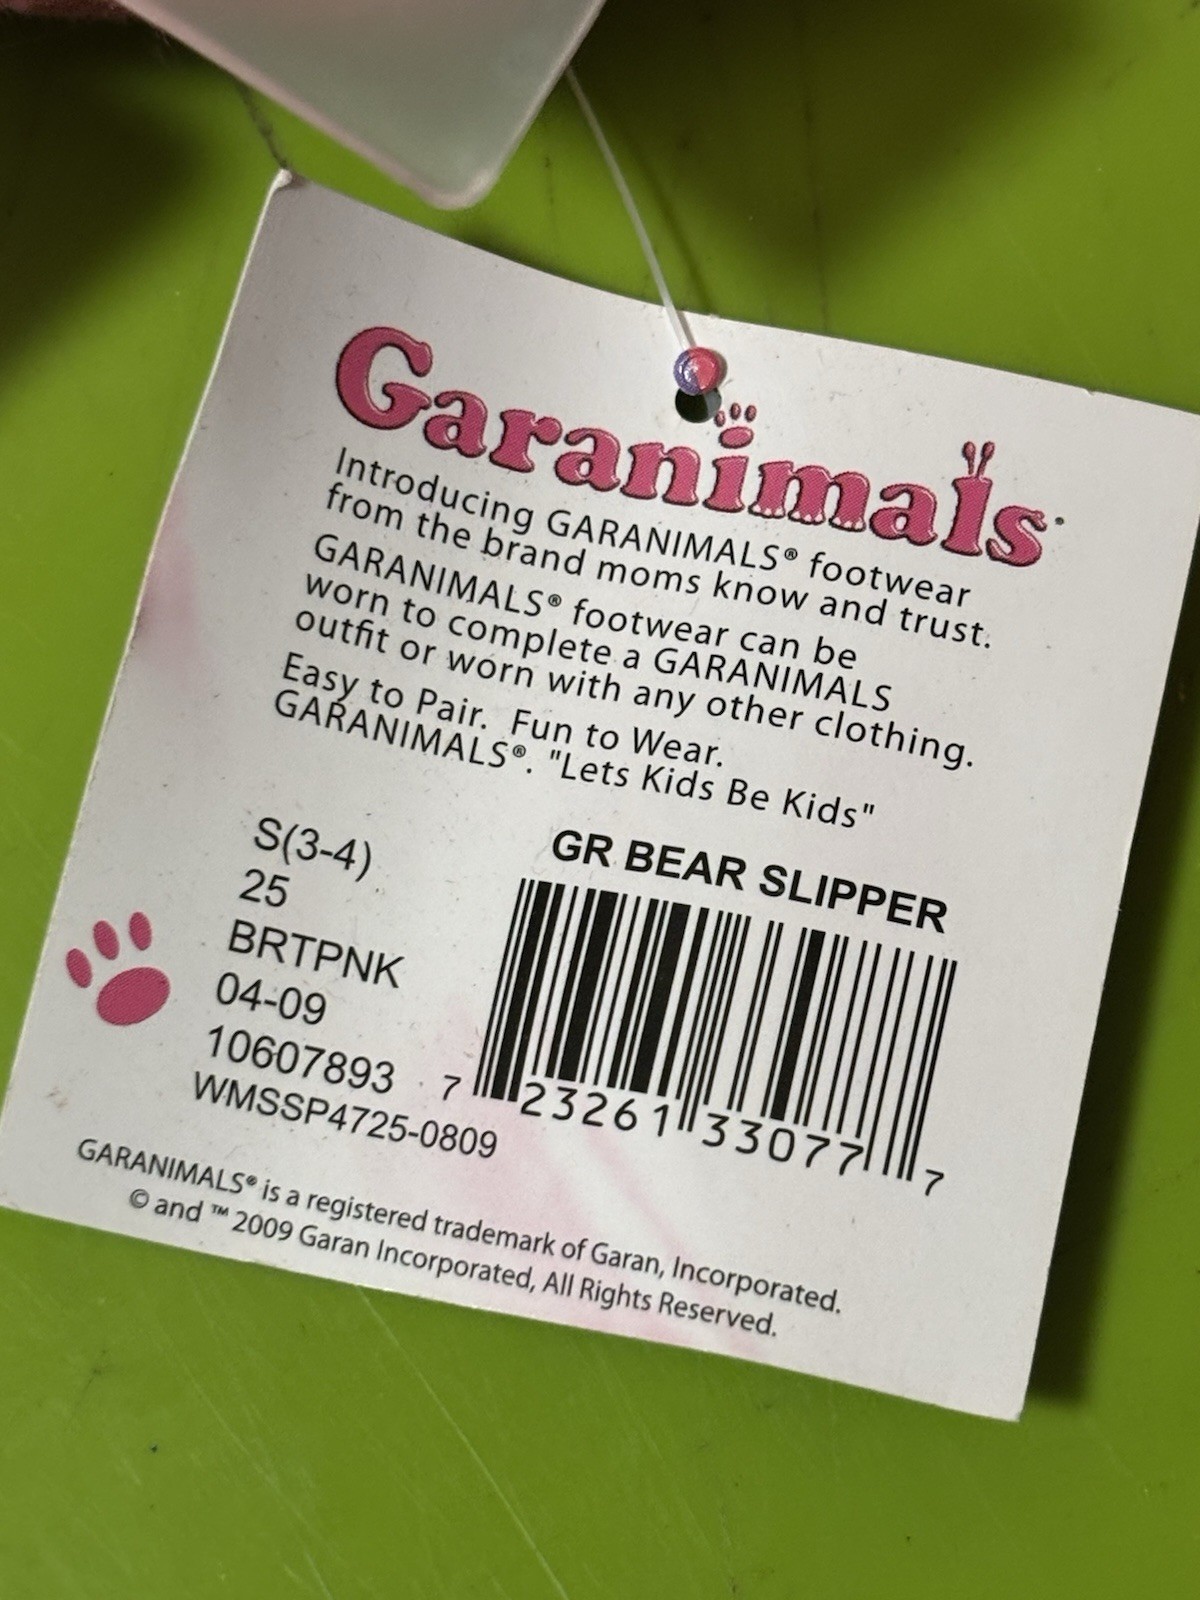 Garanimals
Introducing GARANIMALS® footwear
from the brand moms know and trust.
GARANIMALS® footwear can be
worn to complete a GARANIMALS
outfit or worn with any other clothing.
Easy to Pair. Fun to Wear.
GARANIMALS®. "Lets Kids Be Kids"
S(3-4)
25
BRTPNK
04-09
10607893
WMSSP4725-0809
GR BEAR SLIPPER
7 23261 33077 7
GARANIMALS® is a registered trademark of Garan, Incorporated.
© and ™ 2009 Garan Incorporated, All Rights Reserved.